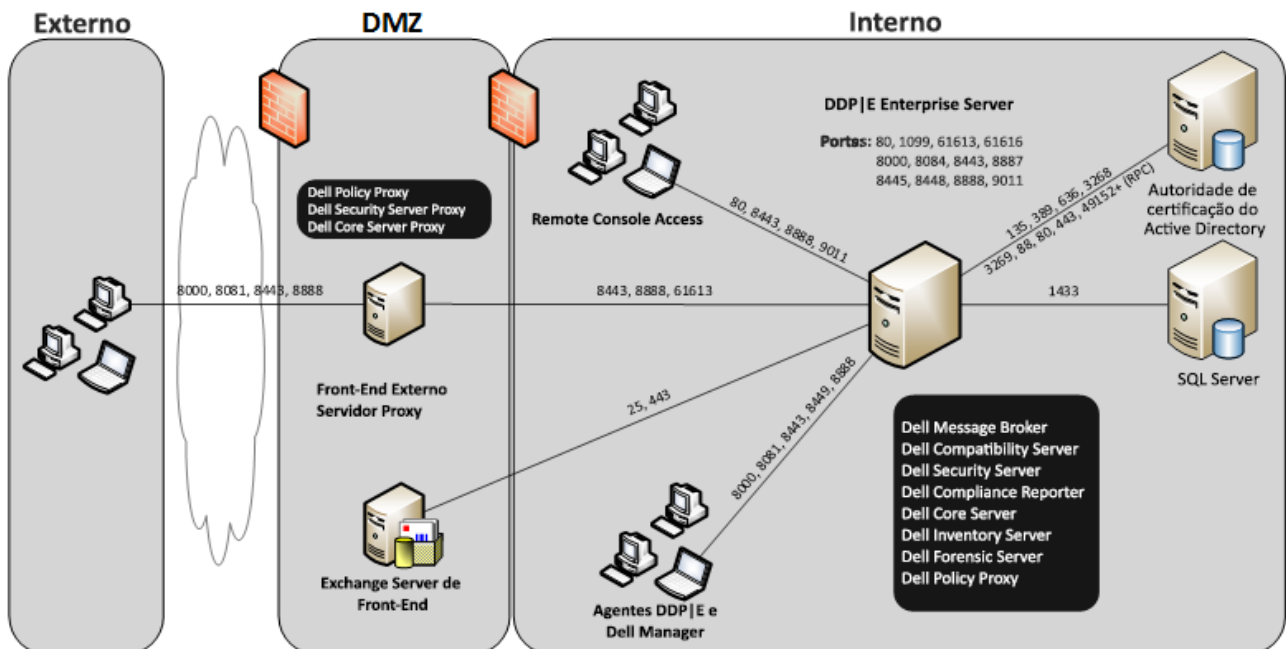 Externo
DMZ
Interno
DDP|E Enterprise Server
Portas: 80, 1099, 61613, 61616
8000, 8084, 8443, 8887
8445, 8448, 8888, 9011
Dell Policy Proxy
Dell Security Server Proxy
Dell Core Server Proxy
Remote Console Access
80, 8443, 8888, 9011
135, 389, 636, 3268
3269, 88, 80, 443, 49152+ (RPC)
Autoridade de
certificação do
Active Directory
8000, 8081, 8443, 8888
8443, 8888, 61613
1433
SQL Server
Front-End Externo
Servidor Proxy
25, 443
8000, 8081, 8443, 8449, 8888
Dell Message Broker
Dell Compatibility Server
Dell Security Server
Dell Compliance Reporter
Dell Core Server
Dell Inventory Server
Dell Forensic Server
Dell Policy Proxy
Exchange Server de
Front-End
Agentes DDP|E e
Dell Manager